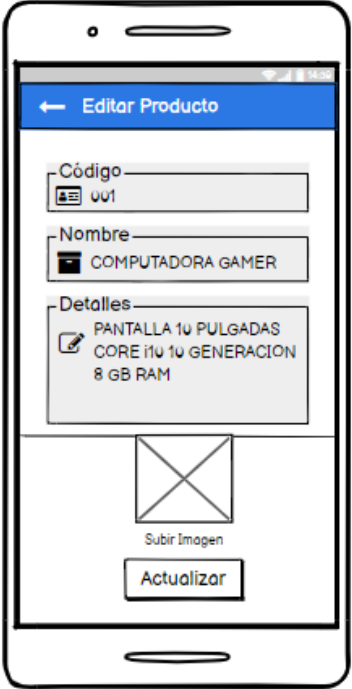 14:09
Editar Producto
Código
001
Nombre
COMPUTADORA GAMER
Detalles
PANTALLA 10 PULGADAS
CORE i10 10 GENERACION
8 GB RAM
Subir Imagen
Actualizar